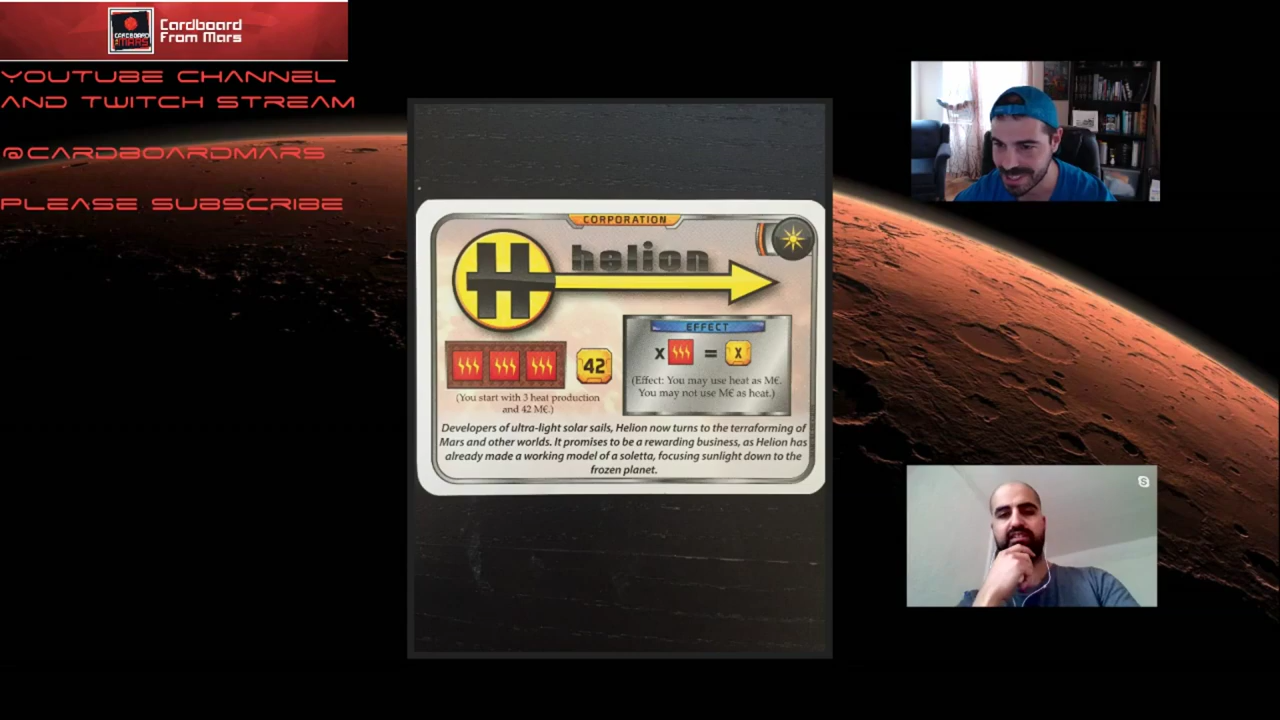 CARDBOARD
FROM MARS
Cardboard
From Mars
YOUTUBE CHANNEL
AND TWITCH STREAM
@CARDBOARDMARS
PLEASE SUBSCRIBE
CORPORATION
H
helion
42
(You start with 3 heat production
and 42 M€.)
EFFECT
X = X
(Effect: You may use heat as M€.
You may not use M€ as heat.)
Developers of ultra-light solar sails, Helion now turns to the terraforming of
Mars and other worlds. It promises to be a rewarding business, as Helion has
already made a working model of a soletta, focusing sunlight down to the
frozen planet.
S